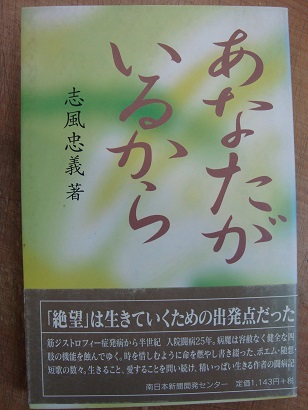 あなたが
いるから
志風忠義 著
「絶望」は生きていくための出発点だった
筋ジストロフィー症発病から半世紀 入院闘病25年。病魔は容赦なく健全な四
肢の機能を蝕んでゆく。時を惜しむように命を燃やし書き綴った、ポエム・随想・
短歌の数々。生きること、愛することを問い続け、精いっぱい生きる作者の闘病記
南日本新聞開発センター 定価1,143円+税